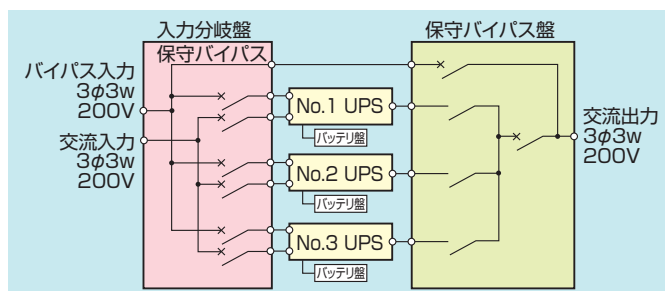 入力分岐盤
保守バイパス盤
保守バイパス
バイパス入力
3φ3w
200V
交流入力
3φ3w
200V
No.1 UPS
バッテリ盤
No.2 UPS
バッテリ盤
No.3 UPS
バッテリ盤
交流出力
3φ3w
200V